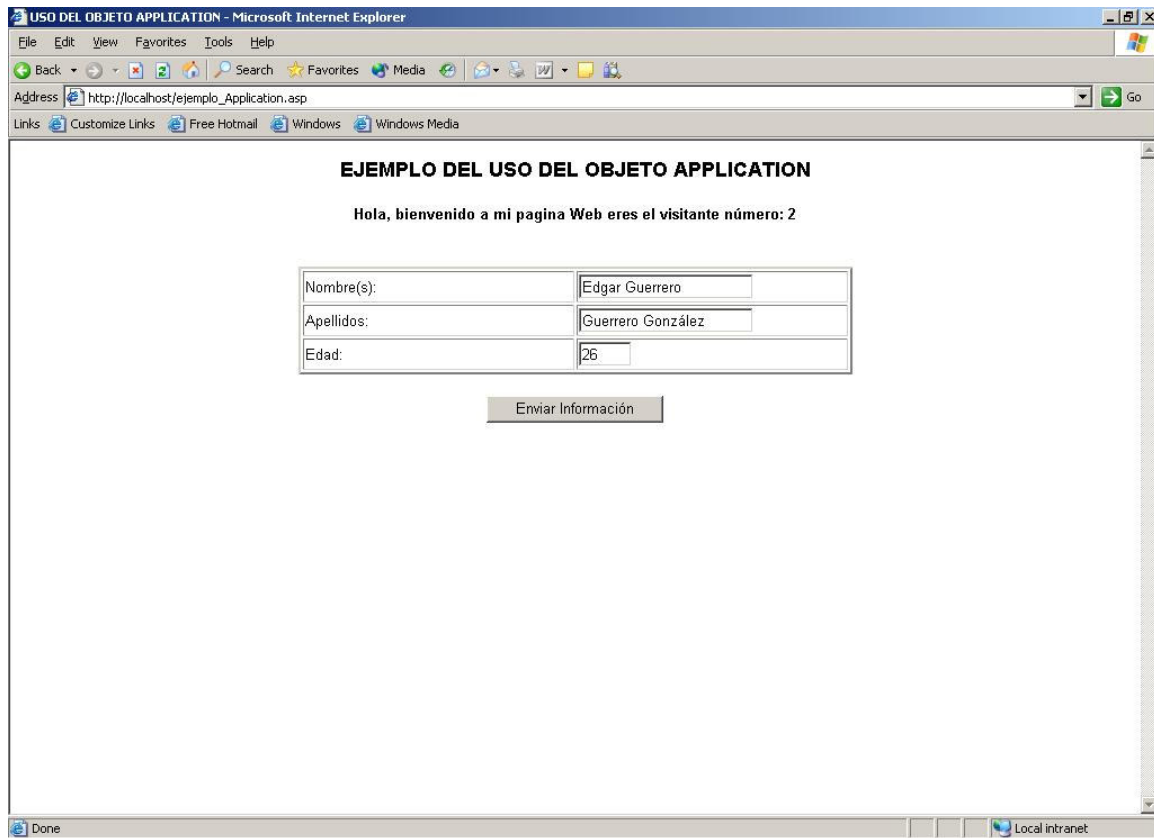 USO DEL OBJETO APPLICATION - Microsoft Internet Explorer
File Edit View Favorites Tools Help
Back Search Favorites Media
Address http://localhost/ejemplo_Application.asp Go
Links Customize Links Free Hotmail Windows Windows Media
EJEMPLO DEL USO DEL OBJETO APPLICATION
Hola, bienvenido a mi pagina Web eres el visitante número: 2
Nombre(s): Edgar Guerrero
Apellidos: Guerrero González
Edad: 26
Enviar Información
Done Local intranet